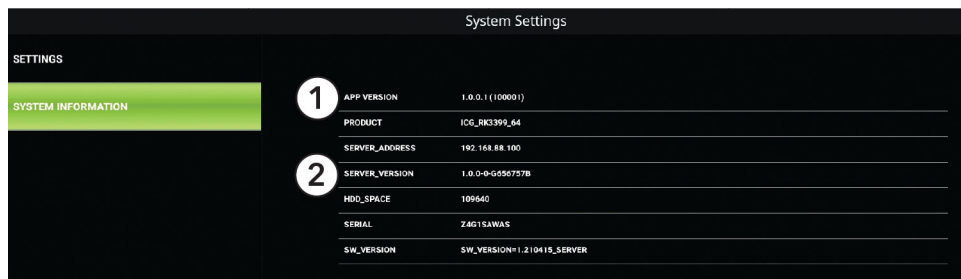 System Settings
SETTINGS
SYSTEM INFORMATION
1 APP VERSION 1.0.0.1 (100001)
PRODUCT ICG_RK3399_64
SERVER_ADDRESS 192.168.88.100
2 SERVER_VERSION 1.0.0-0-G656757B
HDD_SPACE 109640
SERIAL Z4G1SAWAS
SW_VERSION SW_VERSION=1.210415_SERVER